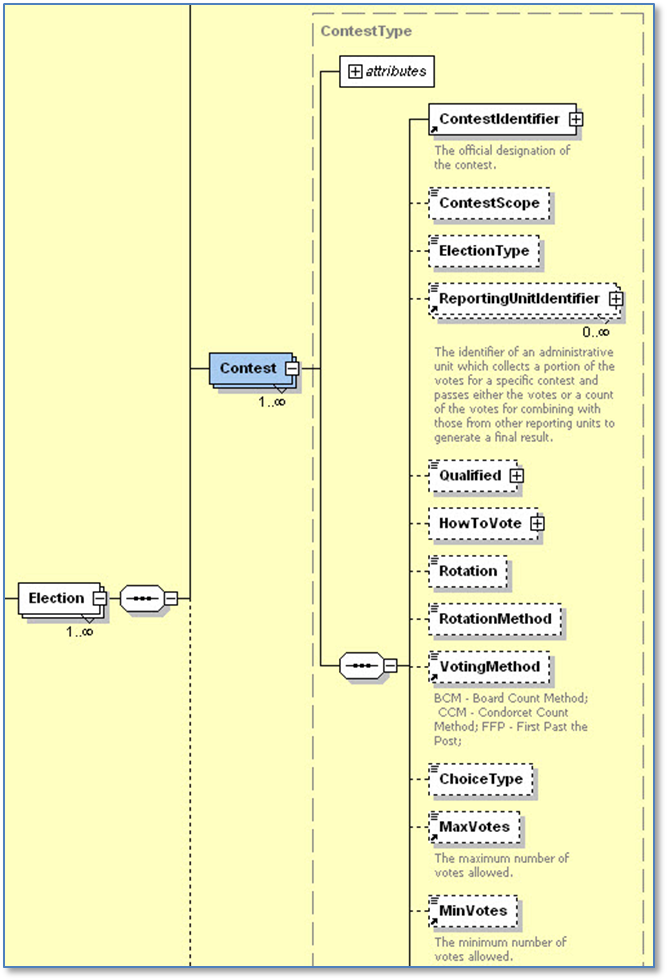 ContestType
attributes
ContestIdentifier
The official designation of
the contest.
ContestScope
ElectionType
ReportingUnitIdentifier
0..∞
The identifier of an administrative
unit which collects a portion of the
votes for a specific contest and
passes either the votes or a count
of the votes for combining with
those from other reporting units to
generate a final result.
Contest
1..∞
Qualified
HowToVote
Rotation
Election
1..∞
RotationMethod
VotingMethod
BCM - Board Count Method;
CCM - Condorcet Count
Method; FFP - First Past the
Post;
ChoiceType
MaxVotes
The maximum number of
votes allowed.
MinVotes
The minimum number of
votes allowed.